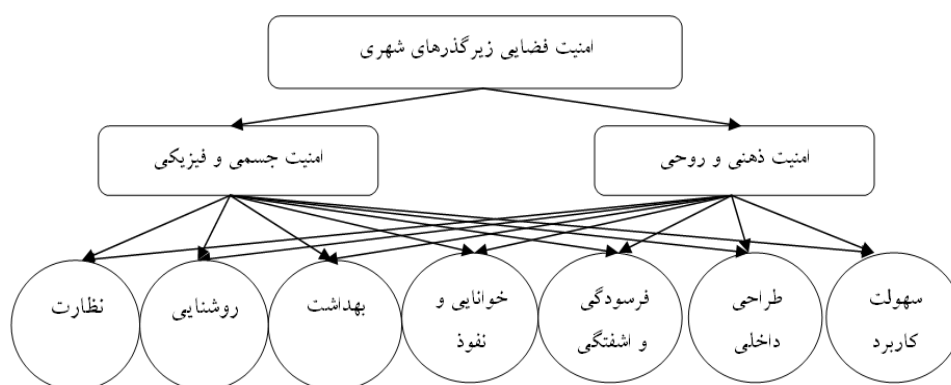 امنیت فضایی زیرگذرهای شهری
امنیت ذهنی و روحی
امنیت جسمی و فیزیکی
سهولت
کاربرد
طراحی
داخلی
فرسودگی
و اشفتگی
خوانایی و
نفوذ
بهداشت
روشنایی
نظارت